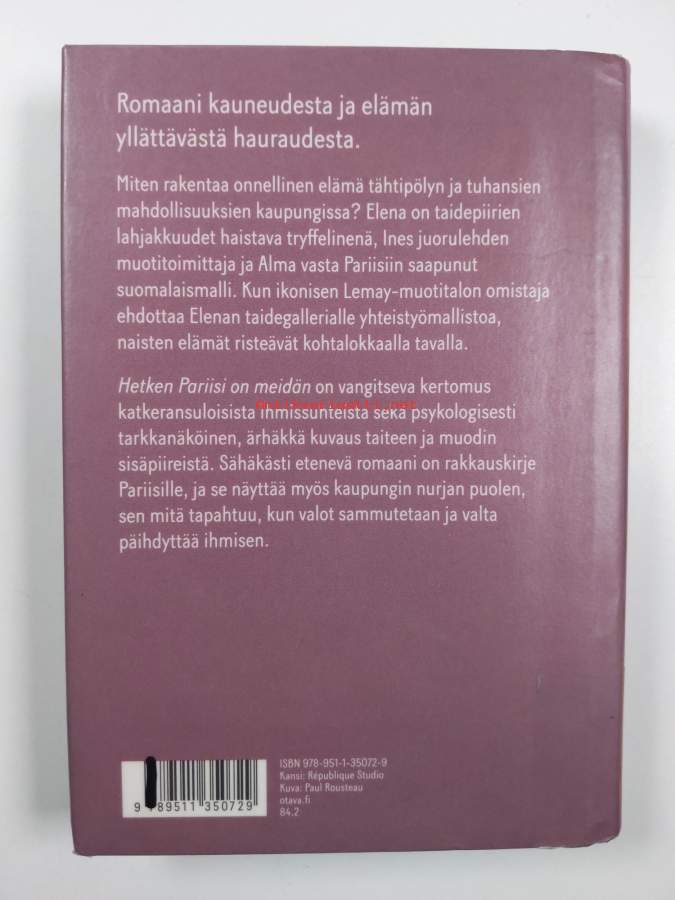 Romaani kauneudesta ja elämän
yllättävästä hauraudesta.
Miten rakentaa onnellinen elämä tähtipölyn ja tuhansien
mahdollisuuksien kaupungissa? Elena on taidepiirien
lahjakkuudet haistava tryffelinenä, Ines juorulehden
muotitoimittaja ja Alma vasta Pariisiin saapunut
suomalaismalli. Kun ikonisen Lemay-muotitalon omistaja
ehdottaa Elenan taidegallerialle yhteistyömallistoa,
naisten elämät risteävät kohtalokkaalla tavalla.
Hetken Pariisi on meidän on vangitseva kertomus
katkeransuloisista ihmissuhteista sekä psykologisesti
tarkkanäköinen, ärhäkkä kuvaus taiteen ja muodin
sisäpiireistä. Sähäkästi etenevä romaani on rakkauskirje
Pariisille, ja se näyttää myös kaupungin nurjan puolen,
sen mitä tapahtuu, kun valot sammutetaan ja valta
päihdyttää ihmisen.
ISBN 978-951-1-35072-9
Kansi: République Studio
Kuva: Paul Rousteau
otava.fi
84.2
9 789511 350729